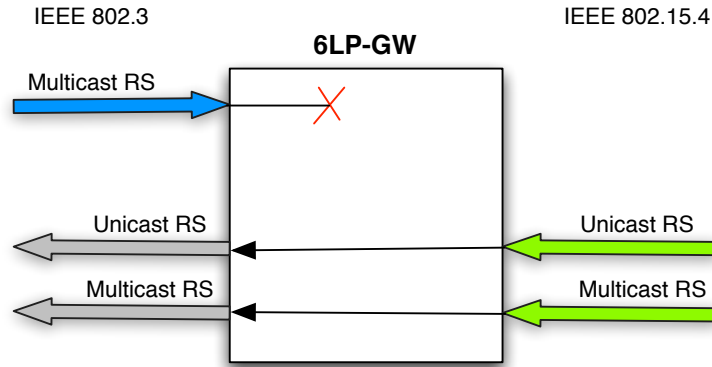 IEEE 802.3
IEEE 802.15.4
6LP-GW
Multicast RS
Unicast RS
Unicast RS
Multicast RS
Multicast RS